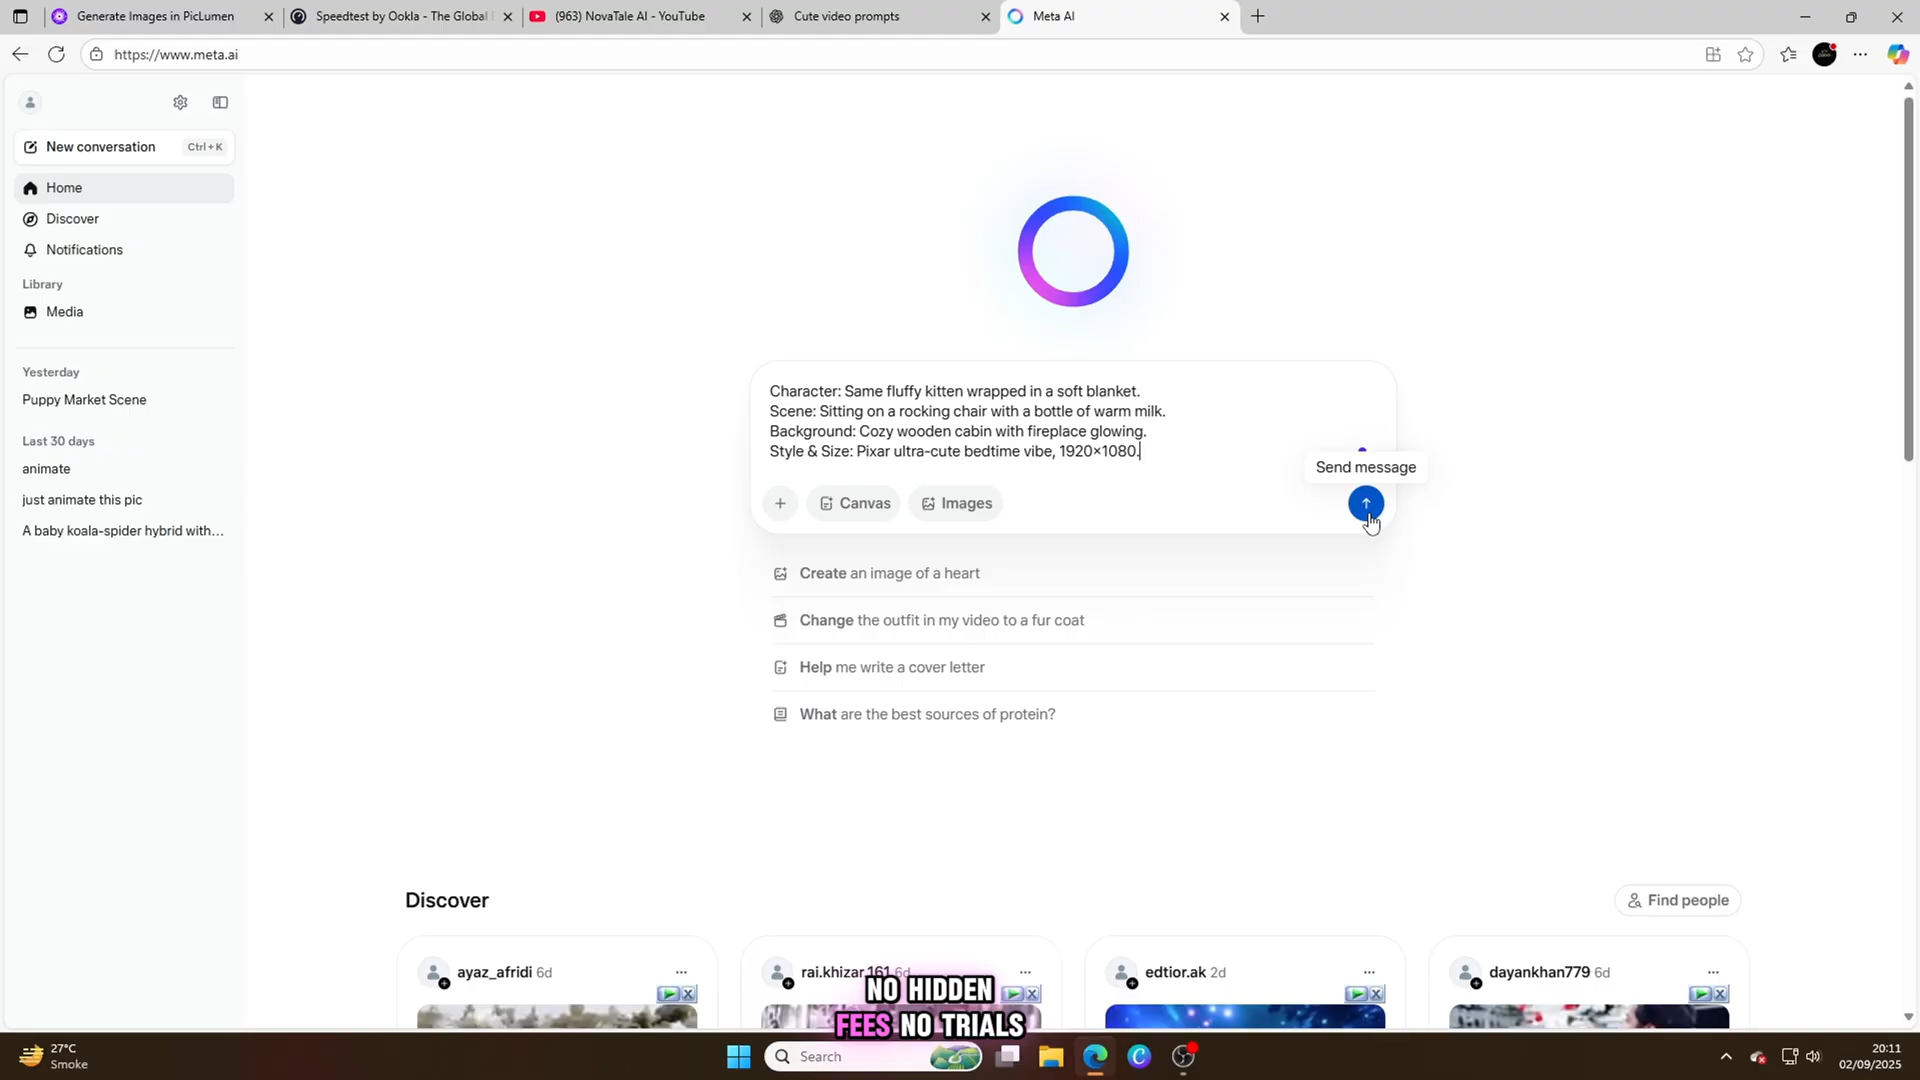 Generate Images in PicLumen
Speedtest by Ookla - The Global
(963) NovaTale AI - YouTube
Cute video prompts
Meta AI
https://www.meta.ai
New conversation
Ctrl + K
Home
Discover
Notifications
Library
Media
Yesterday
Puppy Market Scene
Last 30 days
animate
just animate this pic
A baby koala-spider hybrid with...
Character: Same fluffy kitten wrapped in a soft blanket.
Scene: Sitting on a rocking chair with a bottle of warm milk.
Background: Cozy wooden cabin with fireplace glowing.
Style & Size: Pixar ultra-cute bedtime vibe, 1920×1080.
Send message
Canvas
Images
Create an image of a heart
Change the outfit in my video to a fur coat
Help me write a cover letter
What are the best sources of protein?
Discover
Find people
ayaz_afridi 6d
rai.khizar.161 6d
edtior.ak 2d
dayankhan779 6d
NO HIDDEN
FEES NO TRIALS
27°C
Smoke
Search
20:11
02/09/2025